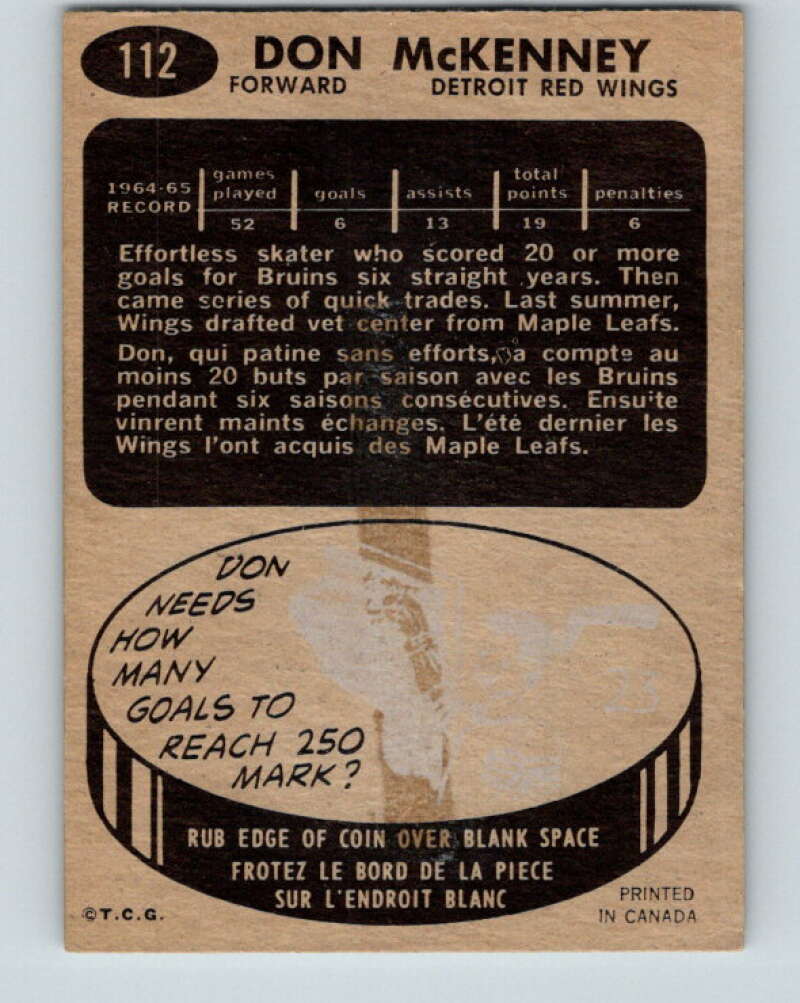 112 DON McKENNEY
FORWARD DETROIT RED WINGS
1964-65 RECORD games played goals assists total points penalties
52 6 13 19 6
Effortless skater who scored 20 or more
goals for Bruins six straight years. Then
came series of quick trades. Last summer,
Wings drafted vet center from Maple Leafs.
Don, qui patine sans efforts, a compte au
moins 20 buts par saison avec les Bruins
pendant six saisons consécutives. Ensuite
vinrent maints échanges. L'été dernier les
Wings l'ont acquis des Maple Leafs.
DON
NEEDS
HOW
MANY
GOALS TO
REACH 250
MARK?
23
RUB EDGE OF COIN OVER BLANK SPACE
FROTEZ LE BORD DE LA PIECE
SUR L'ENDROIT BLANC
©T.C.G.
PRINTED
IN CANADA